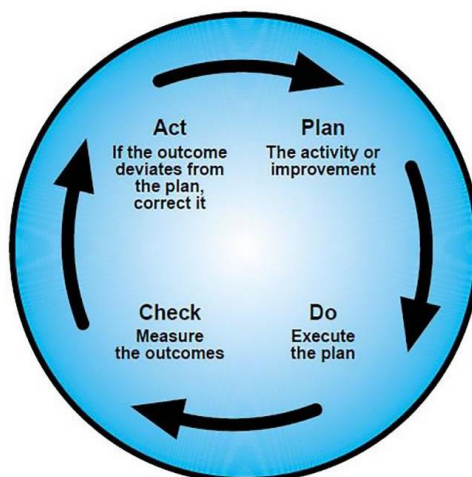 Act
If the outcome
deviates from
the plan,
correct it
Plan
The activity or
improvement
Check
Measure
the outcomes
Do
Execute
the plan